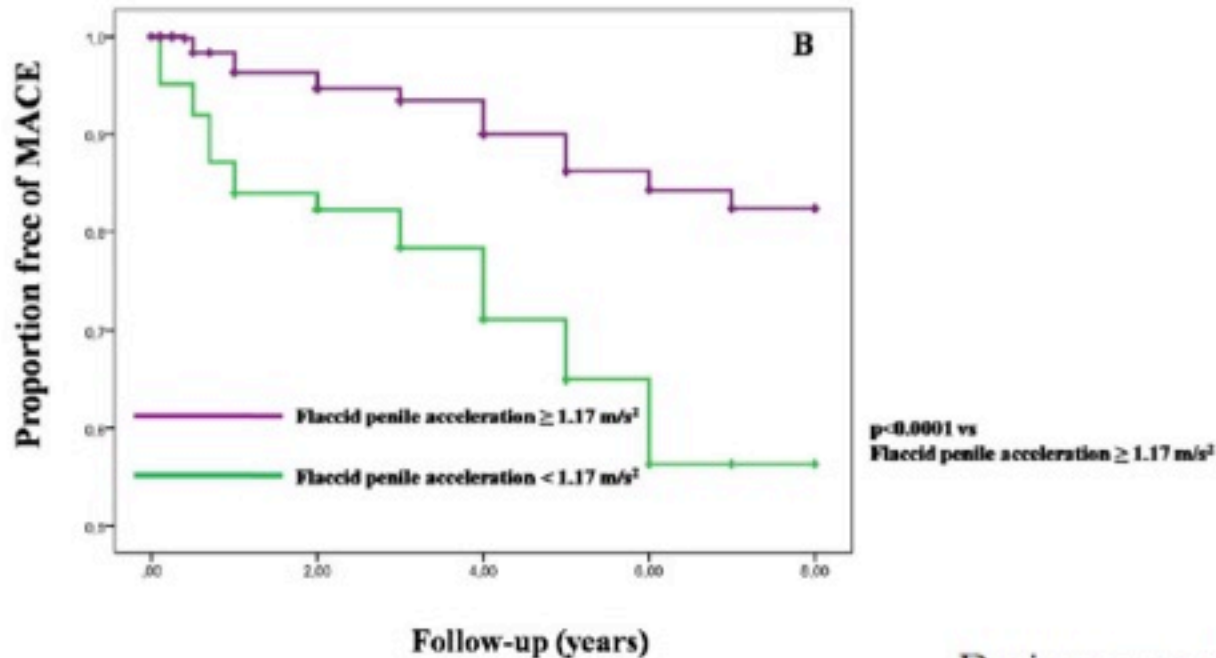 B
Proportion free of MACE
1,0
0,9
0,8
0,7
0,6
0,5
Flaccid penile acceleration ≥ 1.17 m/s²
Flaccid penile acceleration < 1.17 m/s²
p<0.0001 vs
Flaccid penile acceleration ≥ 1.17 m/s²
,00
2,00
4,00
6,00
8,00
Follow-up (years)